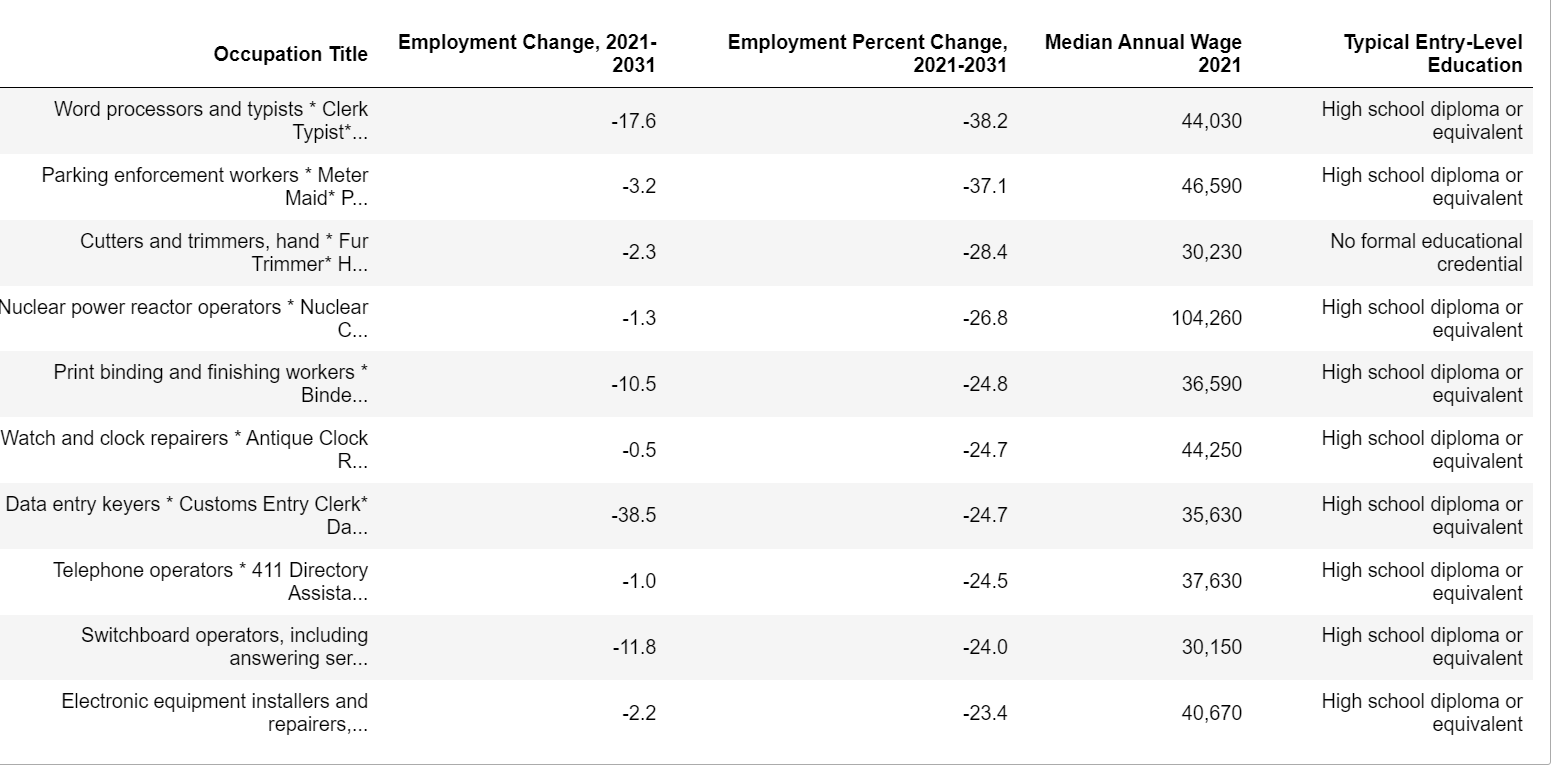 Occupation Title
Employment Change, 2021-
2031
Employment Percent Change,
2021-2031
Median Annual Wage
2021
Typical Entry-Level
Education
Word processors and typists * Clerk
Typist*...
-17.6
-38.2
44,030
High school diploma or
equivalent
Parking enforcement workers * Meter
Maid* P...
-3.2
-37.1
46,590
High school diploma or
equivalent
Cutters and trimmers, hand * Fur
Trimmer* H...
-2.3
-28.4
30,230
No formal educational
credential
Nuclear power reactor operators * Nuclear
C...
-1.3
-26.8
104,260
High school diploma or
equivalent
Print binding and finishing workers *
Binde...
-10.5
-24.8
36,590
High school diploma or
equivalent
Watch and clock repairers * Antique Clock
R...
-0.5
-24.7
44,250
High school diploma or
equivalent
Data entry keyers * Customs Entry Clerk*
Da...
-38.5
-24.7
35,630
High school diploma or
equivalent
Telephone operators * 411 Directory
Assista...
-1.0
-24.5
37,630
High school diploma or
equivalent
Switchboard operators, including
answering ser...
-11.8
-24.0
30,150
High school diploma or
equivalent
Electronic equipment installers and
repairers,...
-2.2
-23.4
40,670
High school diploma or
equivalent